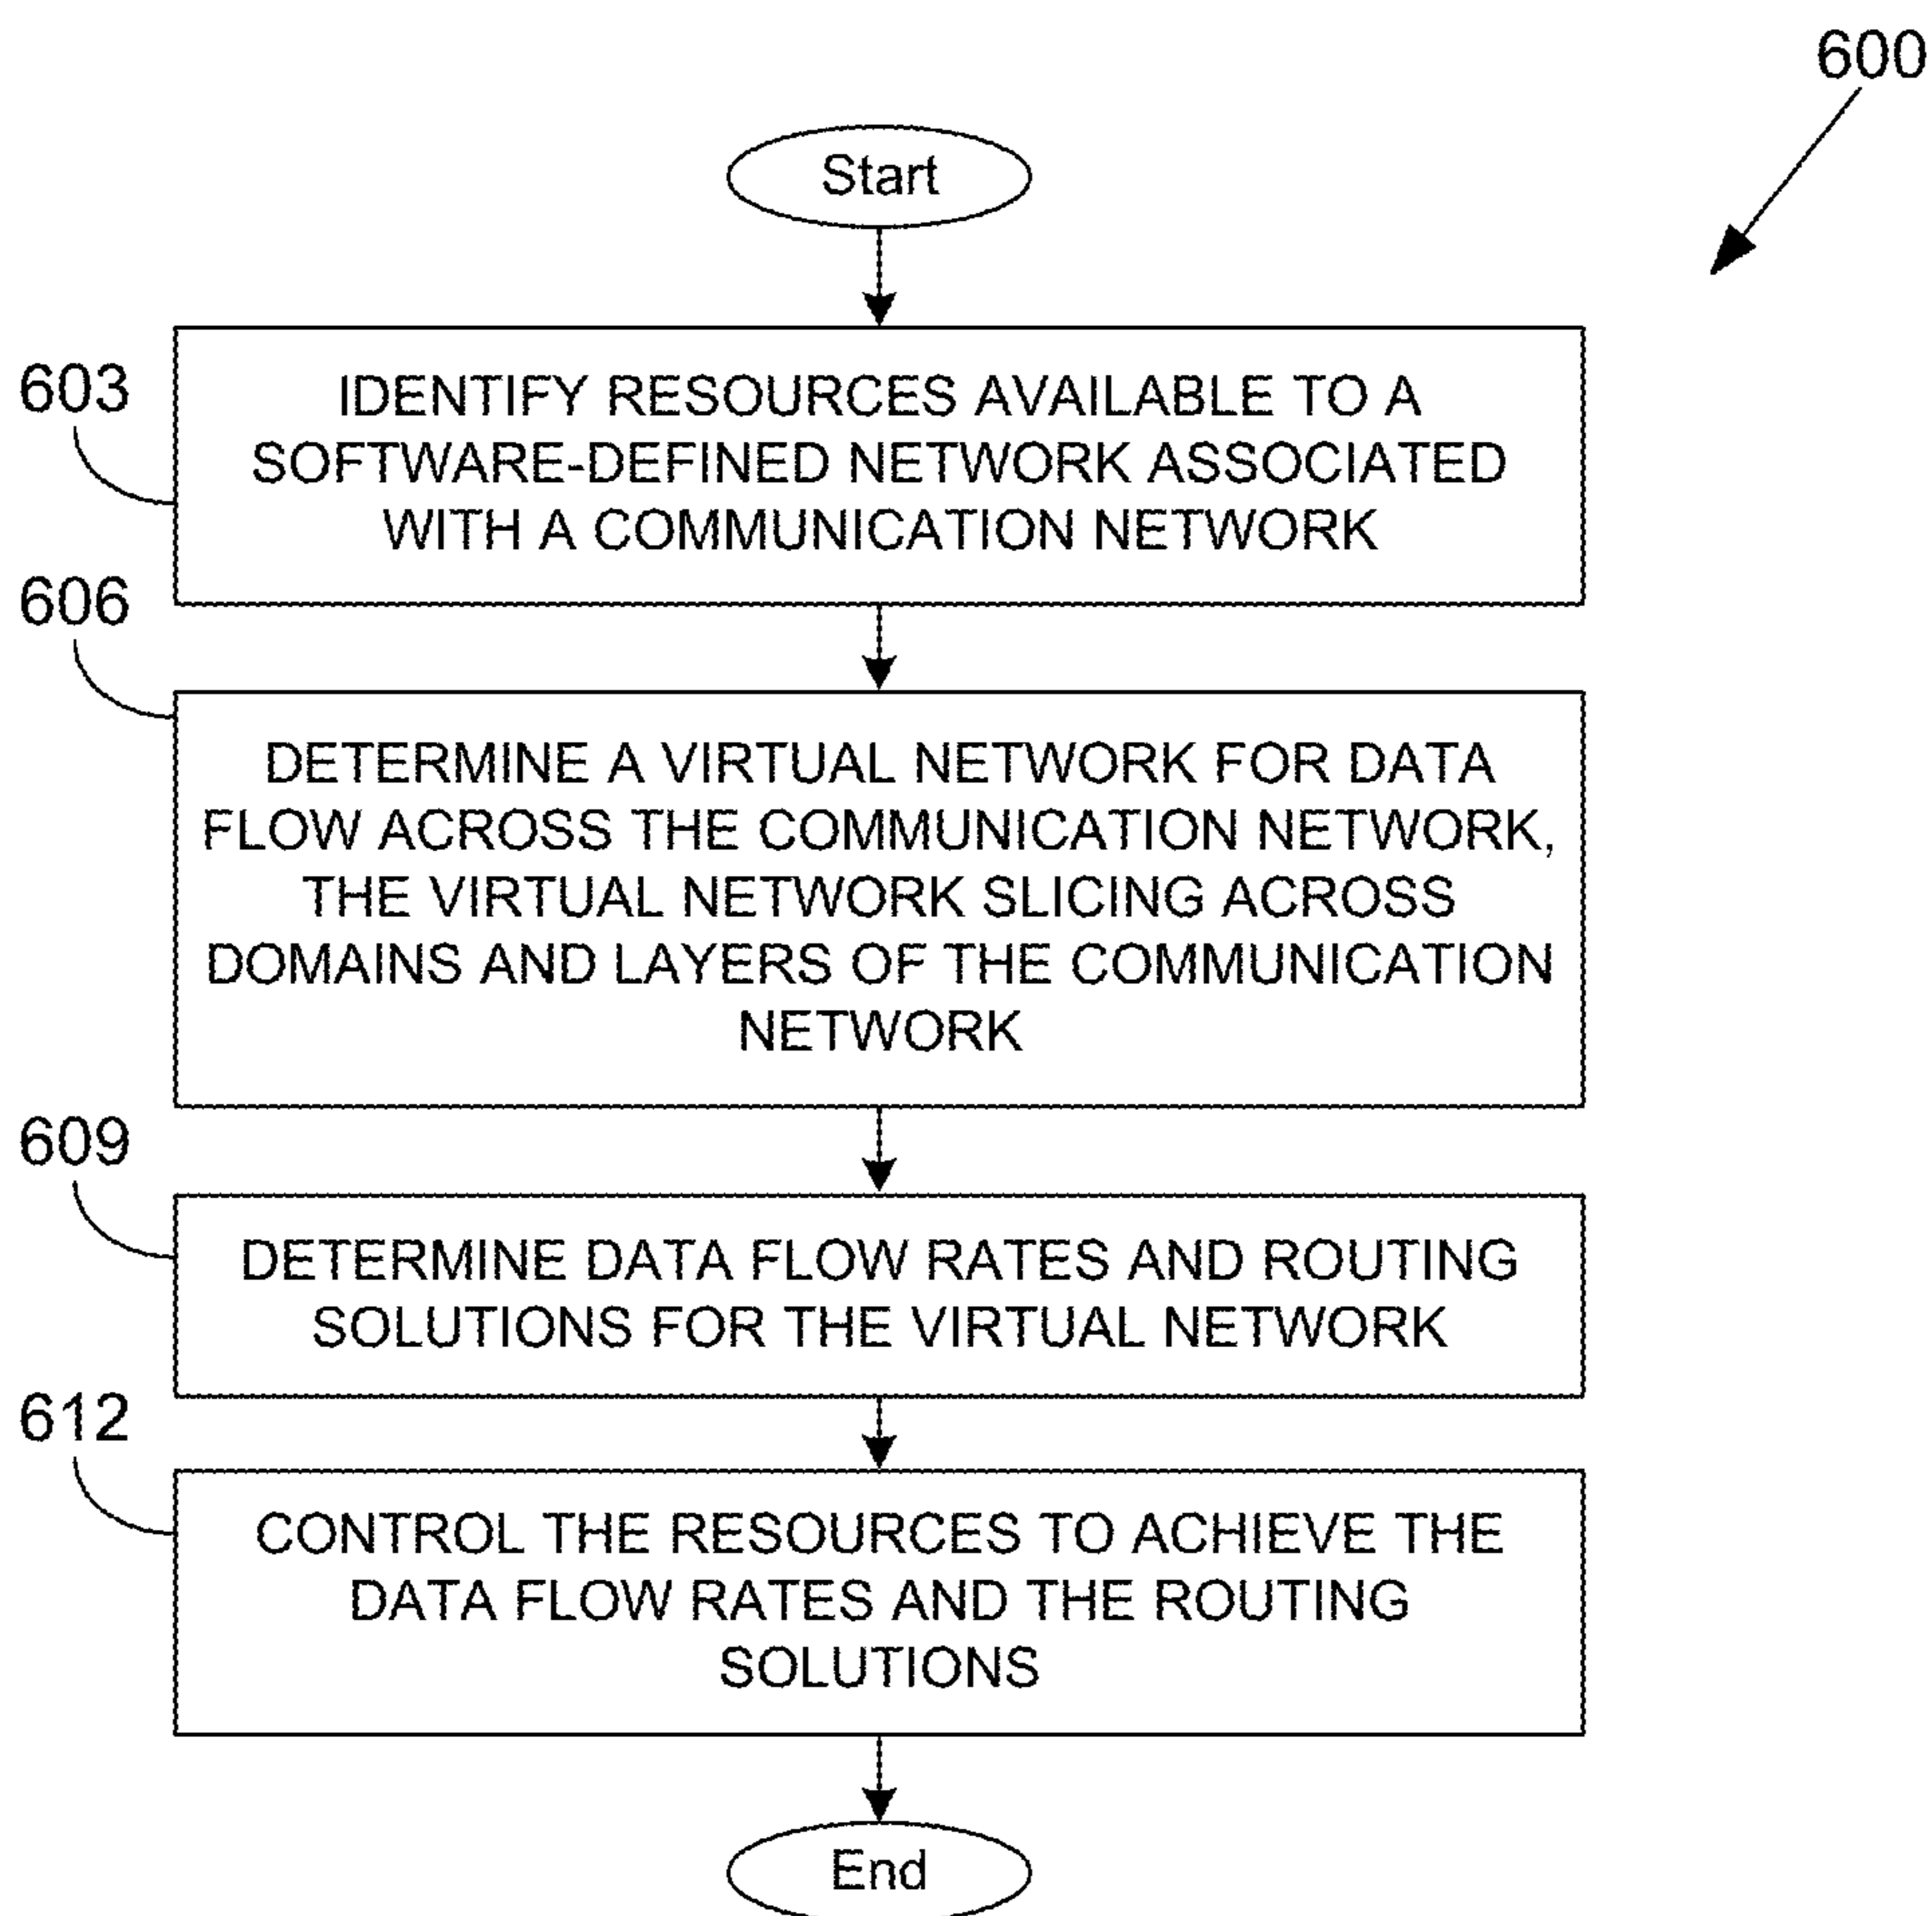 600
Start
603
IDENTIFY RESOURCES AVAILABLE TO A
SOFTWARE-DEFINED NETWORK ASSOCIATED
WITH A COMMUNICATION NETWORK
606
DETERMINE A VIRTUAL NETWORK FOR DATA
FLOW ACROSS THE COMMUNICATION NETWORK,
THE VIRTUAL NETWORK SLICING ACROSS
DOMAINS AND LAYERS OF THE COMMUNICATION
NETWORK
609
DETERMINE DATA FLOW RATES AND ROUTING
SOLUTIONS FOR THE VIRTUAL NETWORK
612
CONTROL THE RESOURCES TO ACHIEVE THE
DATA FLOW RATES AND THE ROUTING
SOLUTIONS
End